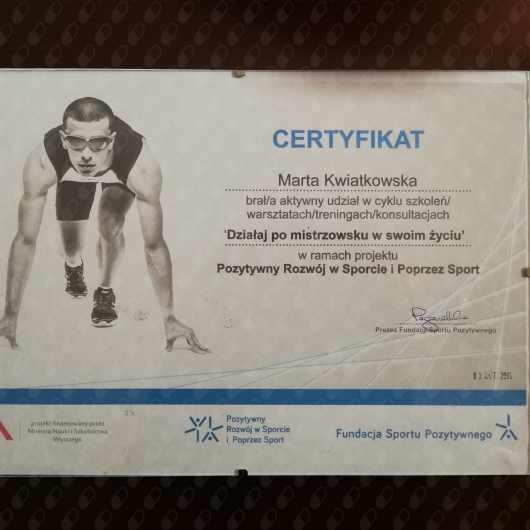 CERTYFIKAT
Marta Kwiatkowska
brał/a aktywny udział w cyklu szkoleń/
warsztatach/treningach/konsultacjach
'Działaj po mistrzowsku w swoim życiu'
w ramach projektu
Pozytywny Rozwój w Sporcie i Poprzez Sport
Prezes Fundacji Sportu Pozytywnego
projekt finansowany przez
Ministra Nauki i Szkolnictwa
Wyższego
Pozytywny
Rozwój w Sporcie
i Poprzez Sport
Fundacja Sportu Pozytywnego